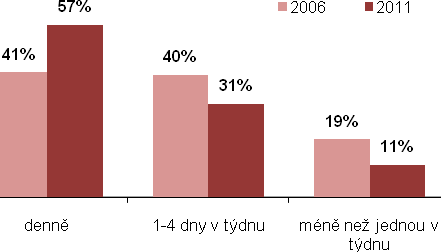 2006 2011
57%
41%
40%
31%
19%
11%
denně
1-4 dny v týdnu
méně než jednou v
týdnu